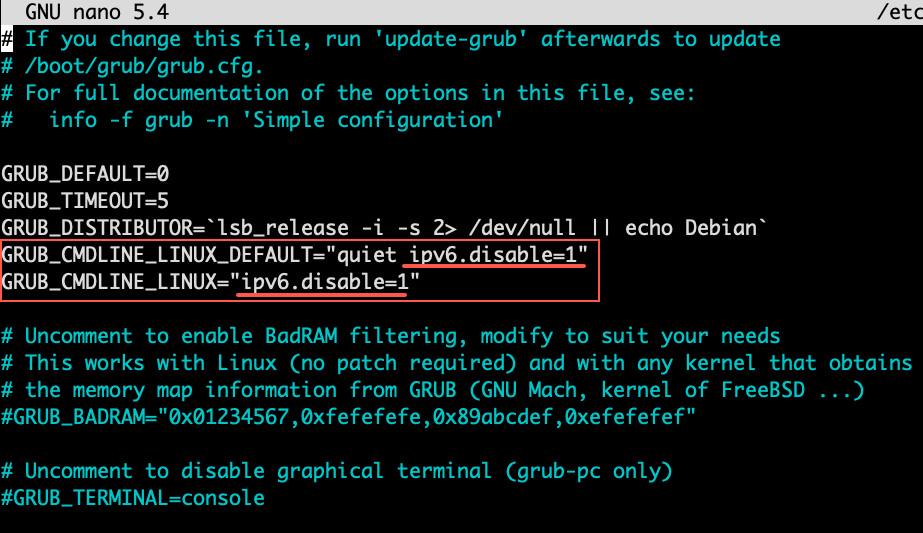 GNU nano 5.4 /etc
# If you change this file, run 'update-grub' afterwards to update
# /boot/grub/grub.cfg.
# For full documentation of the options in this file, see:
#   info -f grub -n 'Simple configuration'
GRUB_DEFAULT=0
GRUB_TIMEOUT=5
GRUB_DISTRIBUTOR=`lsb_release -i -s 2> /dev/null || echo Debian`
GRUB_CMDLINE_LINUX_DEFAULT="quiet ipv6.disable=1"
GRUB_CMDLINE_LINUX="ipv6.disable=1"
# Uncomment to enable BadRAM filtering, modify to suit your needs
# This works with Linux (no patch required) and with any kernel that obtains
# the memory map information from GRUB (GNU Mach, kernel of FreeBSD ...)
#GRUB_BADRAM="0x01234567,0xfefefefe,0x89abcdef,0xefefefef"
# Uncomment to disable graphical terminal (grub-pc only)
#GRUB_TERMINAL=console